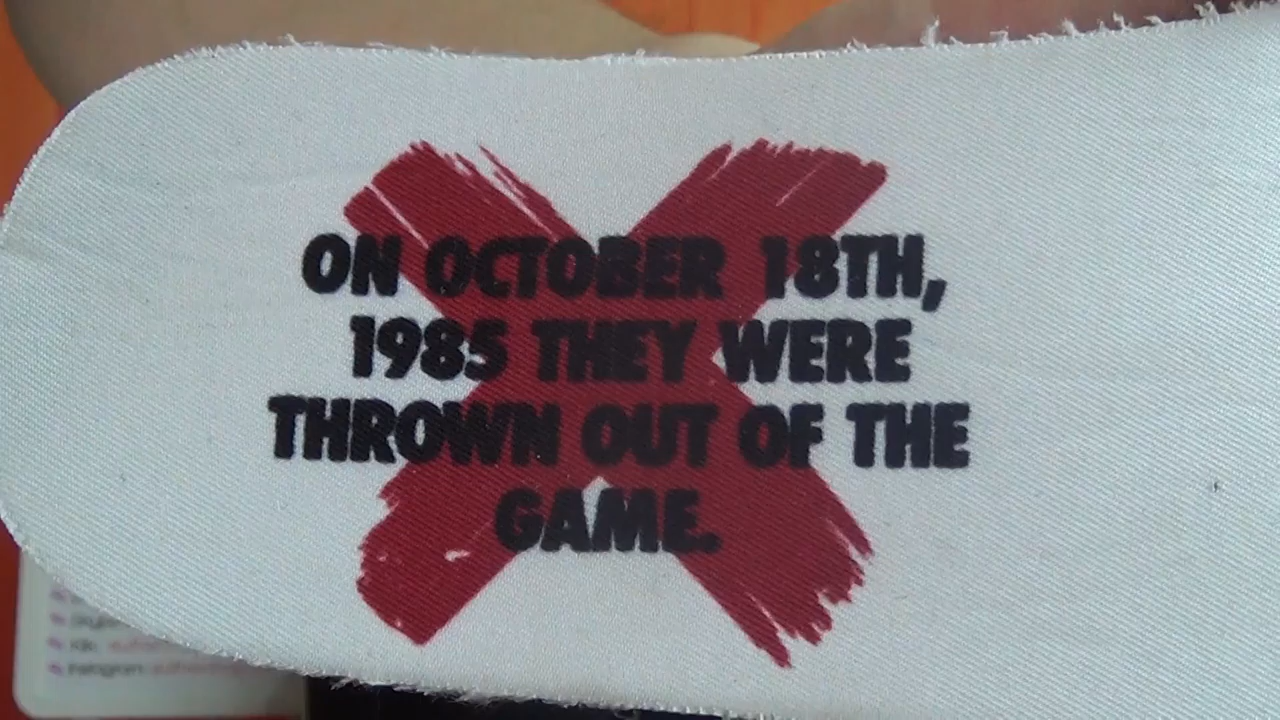 ON OCTOBER 18TH,
1985 THEY WERE
THROWN OUT OF THE
GAME.